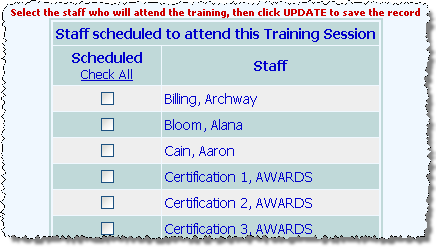 Select the staff who will attend the training, then click UPDATE to save the record
Staff scheduled to attend this Training Session
Scheduled
Check All
Staff
Billing, Archway
Bloom, Alana
Cain, Aaron
Certification 1, AWARDS
Certification 2, AWARDS
Certification 3, AWARDS